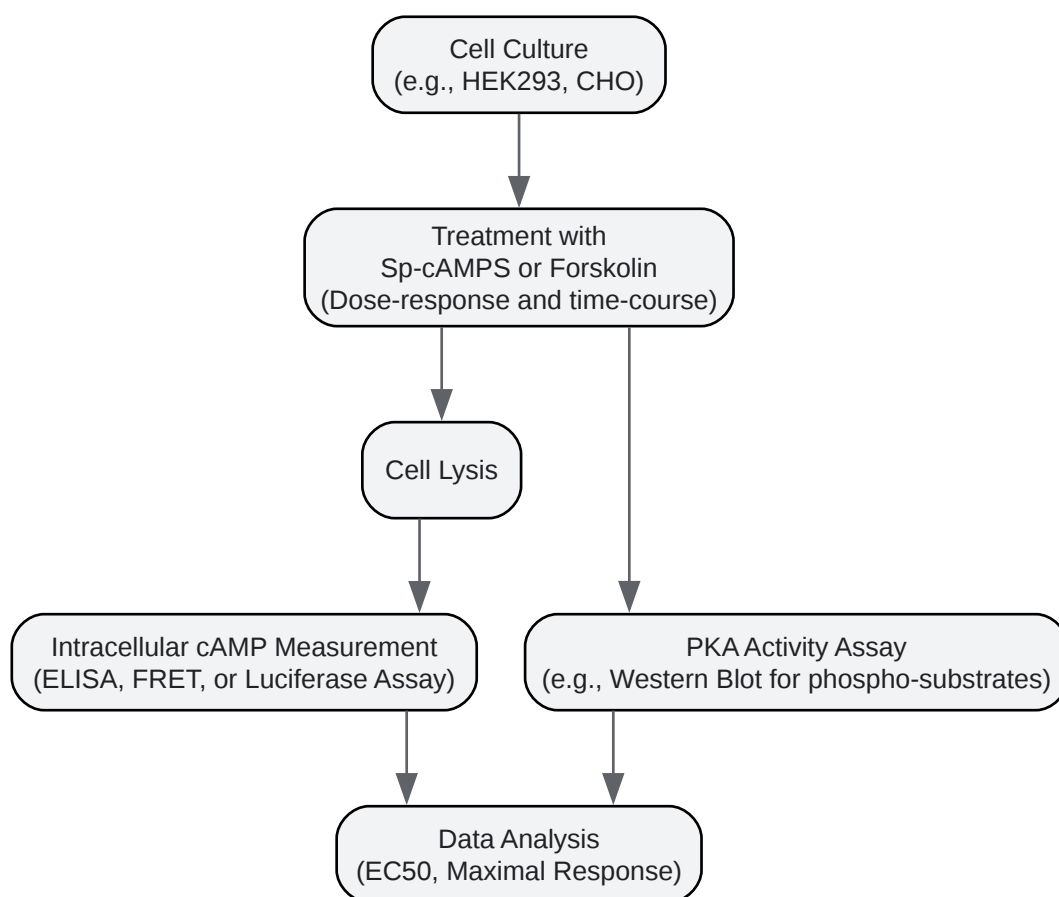 Cell Culture
(e.g., HEK293, CHO)
Treatment with
Sp-cAMPS or Forskolin
(Dose-response and time-course)
Cell Lysis
Intracellular cAMP Measurement
(ELISA, FRET, or Luciferase Assay)
PKA Activity Assay
(e.g., Western Blot for phospho-substrates)
Data Analysis
(EC50, Maximal Response)